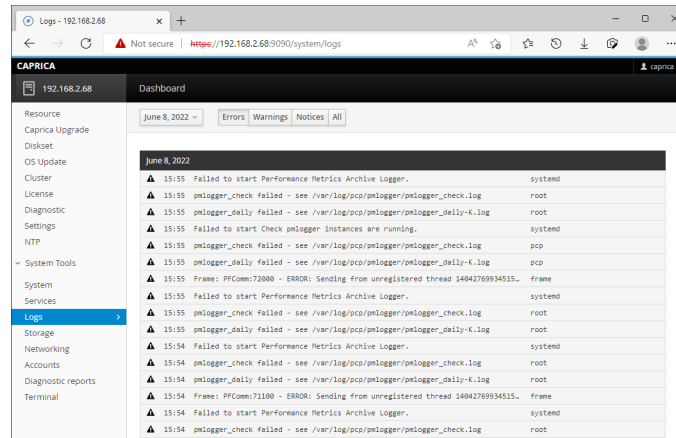 Logs - 192.168.2.68
Not secure | https://192.168.2.68:9090/system/logs
CAPRICA
caprica
192.168.2.68
Dashboard
Resource
Caprica Upgrade
Diskset
OS Update
Cluster
License
Diagnostic
Settings
NTP
System Tools
System
Services
Logs
Storage
Networking
Accounts
Diagnostic reports
Terminal
June 8, 2022
Errors Warnings Notices All
June 8, 2022
15:55 Failed to start Performance Metrics Archive Logger. systemd
15:55 pmlogger_check failed - see /var/log/pcp/pmlogger/pmlogger_check.log root
15:55 pmlogger_daily failed - see /var/log/pcp/pmlogger/pmlogger_daily-K.log root
15:55 Failed to start Check pmlogger instances are running. systemd
15:55 pmlogger_check failed - see /var/log/pcp/pmlogger/pmlogger_check.log pcp
15:55 pmlogger_daily failed - see /var/log/pcp/pmlogger/pmlogger_daily-K.log pcp
15:55 Frame: PFComm:72000 - ERROR: Sending from unregistered thread 14042769934515… frame
15:55 Failed to start Performance Metrics Archive Logger. systemd
15:55 pmlogger_check failed - see /var/log/pcp/pmlogger/pmlogger_check.log root
15:55 pmlogger_daily failed - see /var/log/pcp/pmlogger/pmlogger_daily-K.log root
15:54 Failed to start Performance Metrics Archive Logger. systemd
15:54 pmlogger_check failed - see /var/log/pcp/pmlogger/pmlogger_check.log root
15:54 pmlogger_daily failed - see /var/log/pcp/pmlogger/pmlogger_daily-K.log root
15:54 Frame: PFComm:71100 - ERROR: Sending from unregistered thread 14042769934515… frame
15:54 Failed to start Performance Metrics Archive Logger. systemd
15:54 pmlogger_check failed - see /var/log/pcp/pmlogger/pmlogger_check.log root